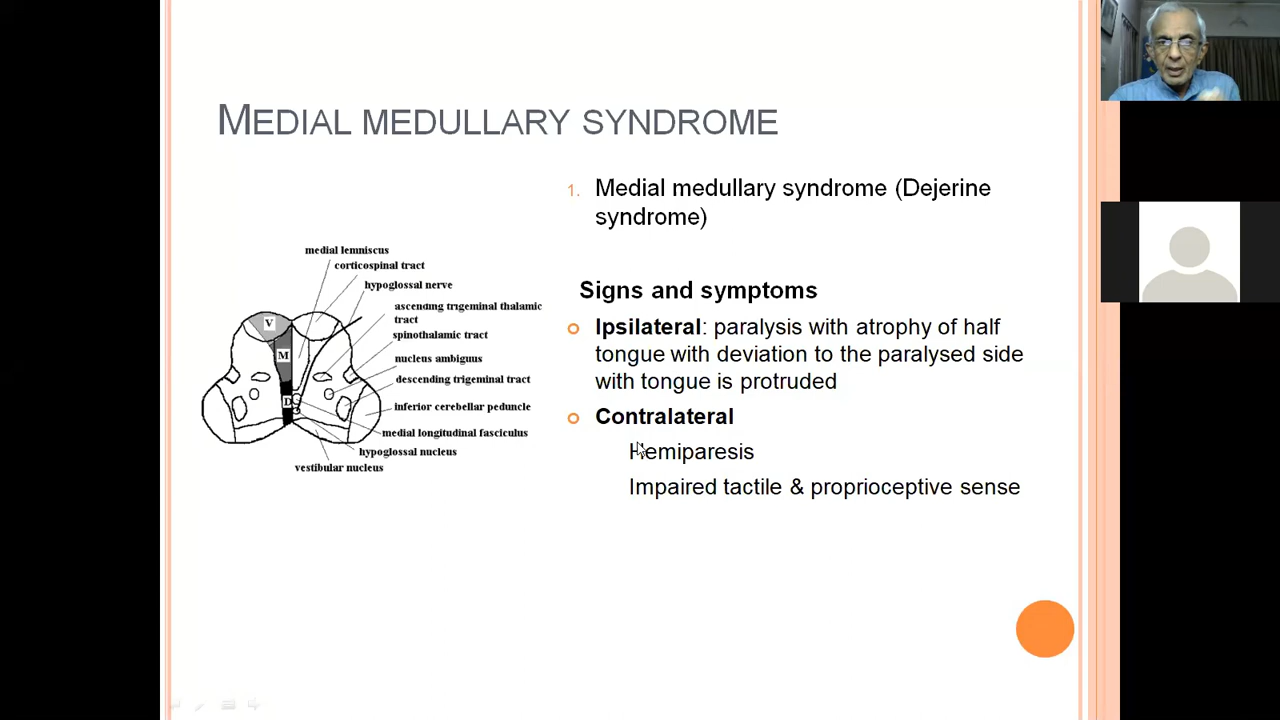 MEDIAL MEDULLARY SYNDROME
1. Medial medullary syndrome (Dejerine
syndrome)
Signs and symptoms
Ipsilateral: paralysis with atrophy of half
tongue with deviation to the paralysed side
with tongue is protruded
Contralateral
Hemiparesis
Impaired tactile & proprioceptive sense
medial lemniscus
corticospinal tract
hypoglossal nerve
ascending trigeminal thalamic
tract
spinothalamic tract
nucleus ambiguus
descending trigeminal tract
inferior cerebellar peduncle
medial longitudinal fasciculus
hypoglossal nucleus
vestibular nucleus
V
M
D